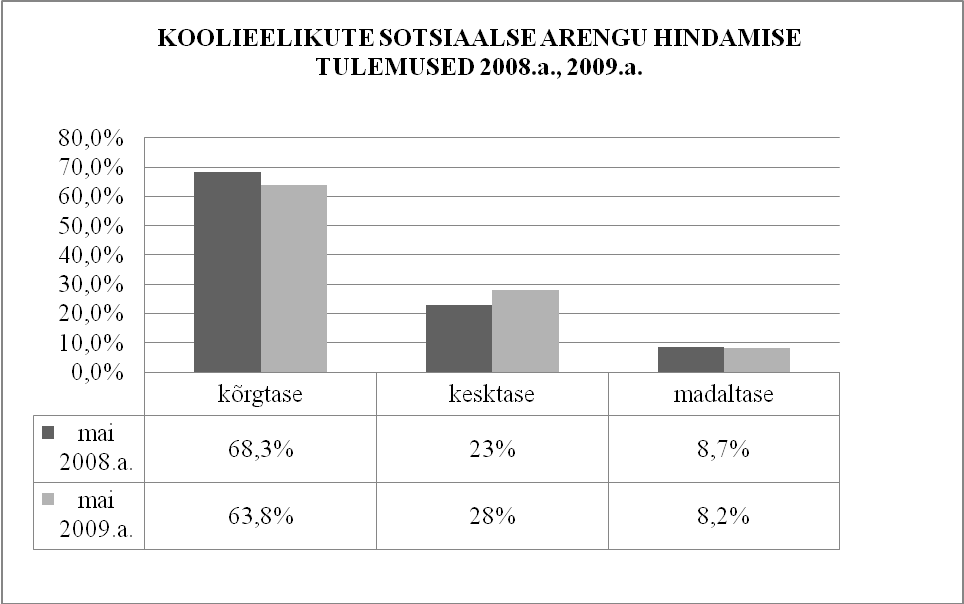 KOOLIEELIKUTE SOTSIAALSE ARENGU HINDAMISE
TULEMUSED 2008.a., 2009.a.
80,0%
70,0%
60,0%
50,0%
40,0%
30,0%
20,0%
10,0%
0,0%
kõrgtase kesktase madaltase
mai
2008.a.
68,3% 23% 8,7%
mai
2009.a.
63,8% 28% 8,2%